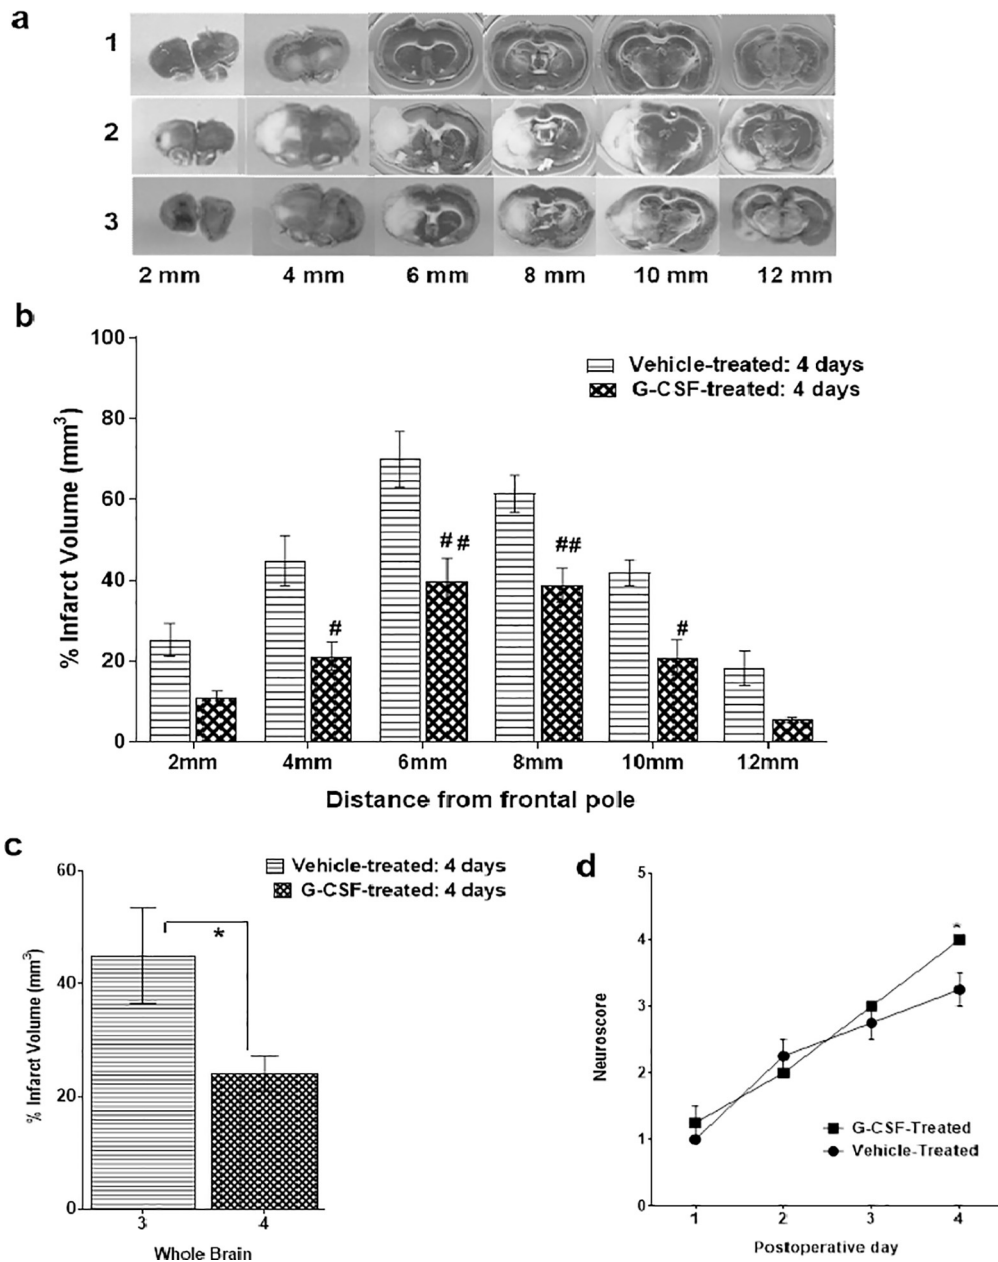 a
1
2
3
2 mm 4 mm 6 mm 8 mm 10 mm 12 mm
b
% Infarct Volume (mm³)
100
80
60
40
20
0
Vehicle-treated: 4 days
G-CSF-treated: 4 days
#
# #
##
#
2mm 4mm 6mm 8mm 10mm 12mm
Distance from frontal pole
c
% Infarct Volume (mm³)
60
40
20
0
Vehicle-treated: 4 days
G-CSF-treated: 4 days
*
3 4
Whole Brain
d
Neuroscore
5
4
3
2
1
0
*
G-CSF-Treated
Vehicle-Treated
1 2 3 4
Postoperative day